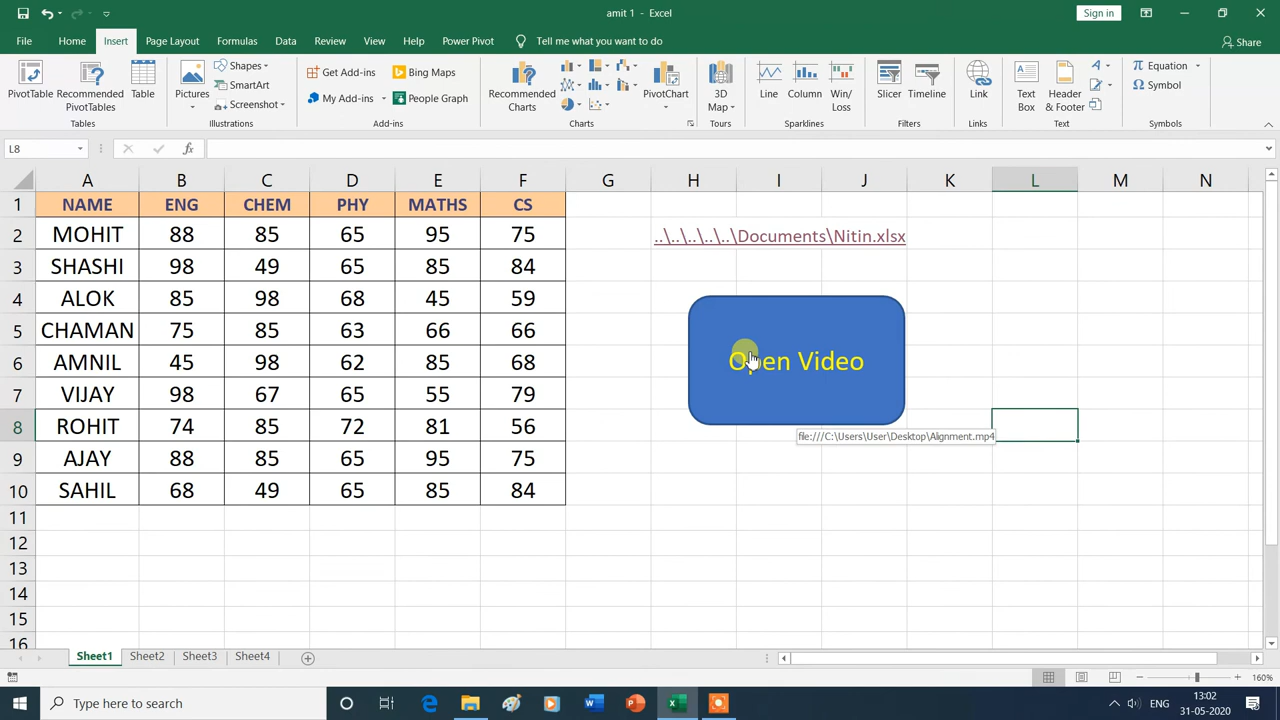 amit 1 - Excel
Sign in
File Home Insert Page Layout Formulas Data Review View Help Power Pivot Tell me what you want to do Share
PivotTable
Recommended PivotTables
Table
Tables
Pictures
Shapes
SmartArt
Screenshot
Illustrations
Get Add-ins
My Add-ins
Bing Maps
People Graph
Add-ins
Recommended Charts
PivotChart
Charts
3D Map
Tours
Line
Column
Win/Loss
Sparklines
Slicer
Timeline
Filters
Link
Links
Text Box
Header & Footer
Text
Equation
Symbol
Symbols
L8
fx
A B C D E F G H I J K L M N
1 NAME ENG CHEM PHY MATHS CS
2 MOHIT 88 85 65 95 75 ..\..\..\..\..\Documents\Nitin.xlsx
3 SHASHI 98 49 65 85 84
4 ALOK 85 98 68 45 59
5 CHAMAN 75 85 63 66 66
6 AMNIL 45 98 62 85 68
Open Video
7 VIJAY 98 67 65 55 79
8 ROHIT 74 85 72 81 56
file:///C:\Users\User\Desktop\Alignment.mp4
9 AJAY 88 85 65 95 75
10 SAHIL 68 49 65 85 84
11
12
13
14
15
16
Sheet1 Sheet2 Sheet3 Sheet4
160%
Type here to search
ENG
13:02
31-05-2020